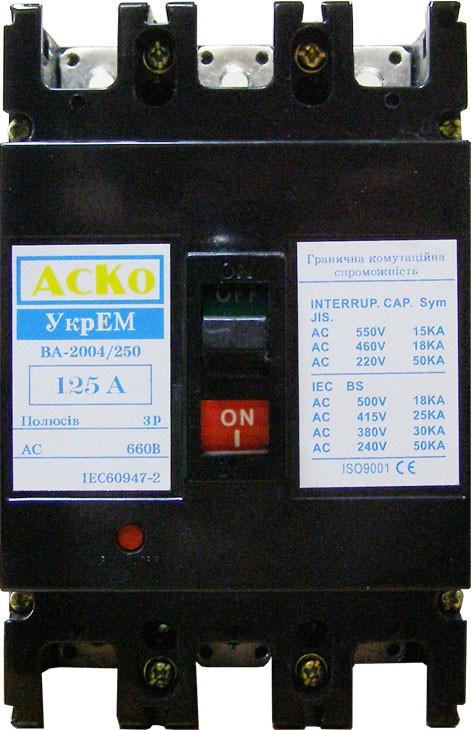 АсКо
УкрЕМ
ВА-2004/250
125 А
Полюсів 3р
АС 660В
IEC60947-2
ON
OFF
ON
I
Гранична комутаційна
спроможність
INTERRUP. CAP. Sym
JIS.
AC 550V 15KA
AC 460V 18KA
AC 220V 50KA
IEC BS
AC 500V 18KA
AC 415V 25KA
AC 380V 30KA
AC 240V 50KA
ISO9001 CE